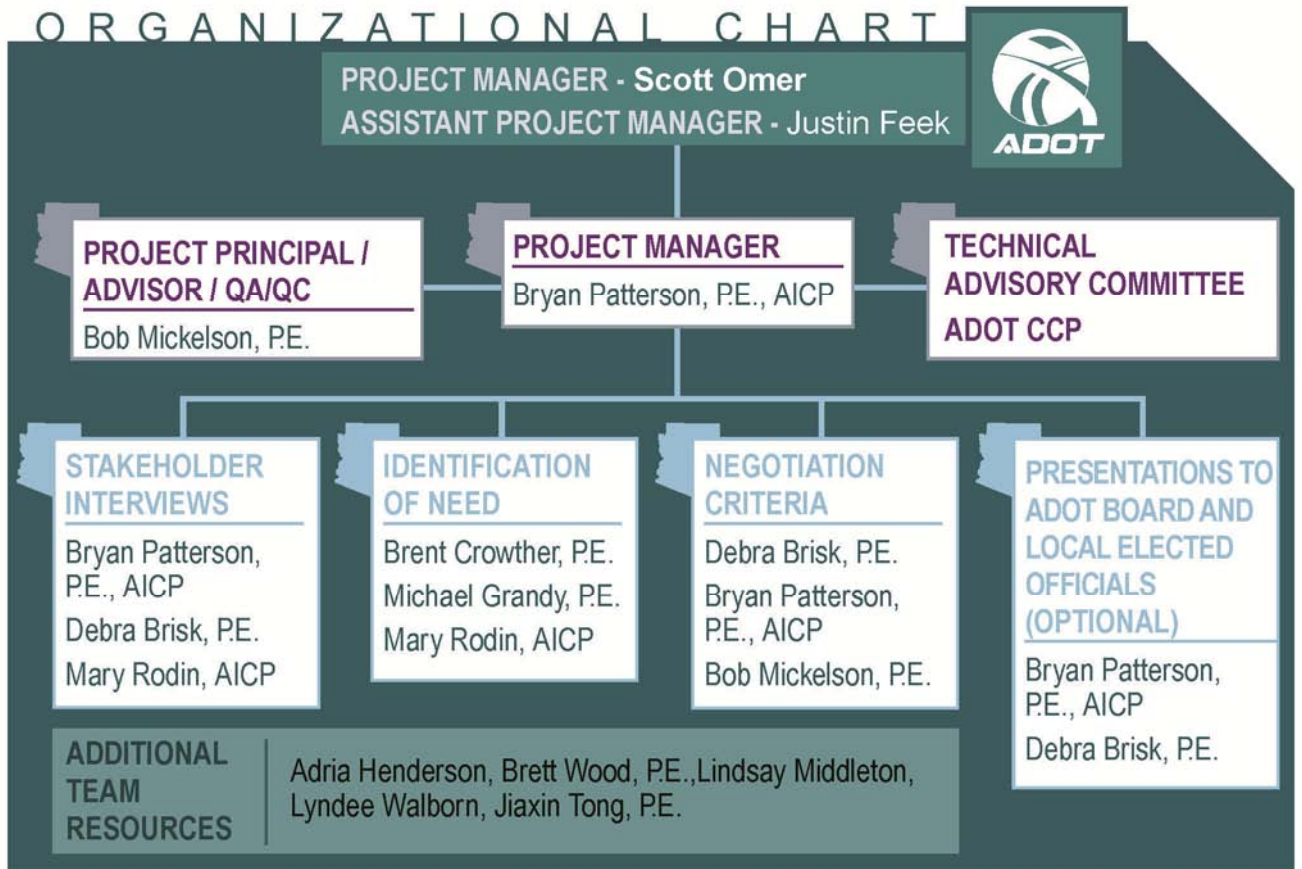 ORGANIZATIONAL CHART
PROJECT MANAGER - Scott Omer
ASSISTANT PROJECT MANAGER - Justin Feek
ADOT
PROJECT PRINCIPAL /
ADVISOR / QA/QC
Bob Mickelson, P.E.
PROJECT MANAGER
Bryan Patterson, P.E., AICP
TECHNICAL
ADVISORY COMMITTEE
ADOT CCP
STAKEHOLDER
INTERVIEWS
Bryan Patterson,
P.E., AICP
Debra Brisk, P.E.
Mary Rodin, AICP
IDENTIFICATION
OF NEED
Brent Crowther, P.E.
Michael Grandy, P.E.
Mary Rodin, AICP
NEGOTIATION
CRITERIA
Debra Brisk, P.E.
Bryan Patterson,
P.E., AICP
Bob Mickelson, P.E.
PRESENTATIONS TO
ADOT BOARD AND
LOCAL ELECTED
OFFICIALS
(OPTIONAL)
Bryan Patterson,
P.E., AICP
Debra Brisk, P.E.
ADDITIONAL
TEAM
RESOURCES
Adria Henderson, Brett Wood, P.E.,Lindsay Middleton,
Lyndee Walborn, Jiaxin Tong, P.E.